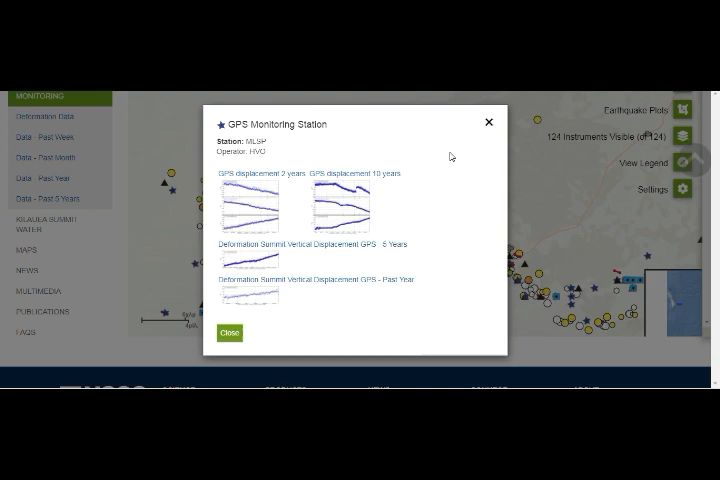 MONITORING
Deformation Data
Data - Past Week
Data - Past Month
Data - Past Year
Data - Past 5 Years
KILAUEA SUMMIT
WATER
MAPS
NEWS
MULTIMEDIA
PUBLICATIONS
FAQS
GPS Monitoring Station
Station: MLSP
Operator: HVO
GPS displacement 2 years GPS displacement 10 years
Deformation Summit Vertical Displacement GPS - 5 Years
Deformation Summit Vertical Displacement GPS - Past Year
Close
Earthquake Plots
124 Instruments Visible (of 124)
View Legend
Settings